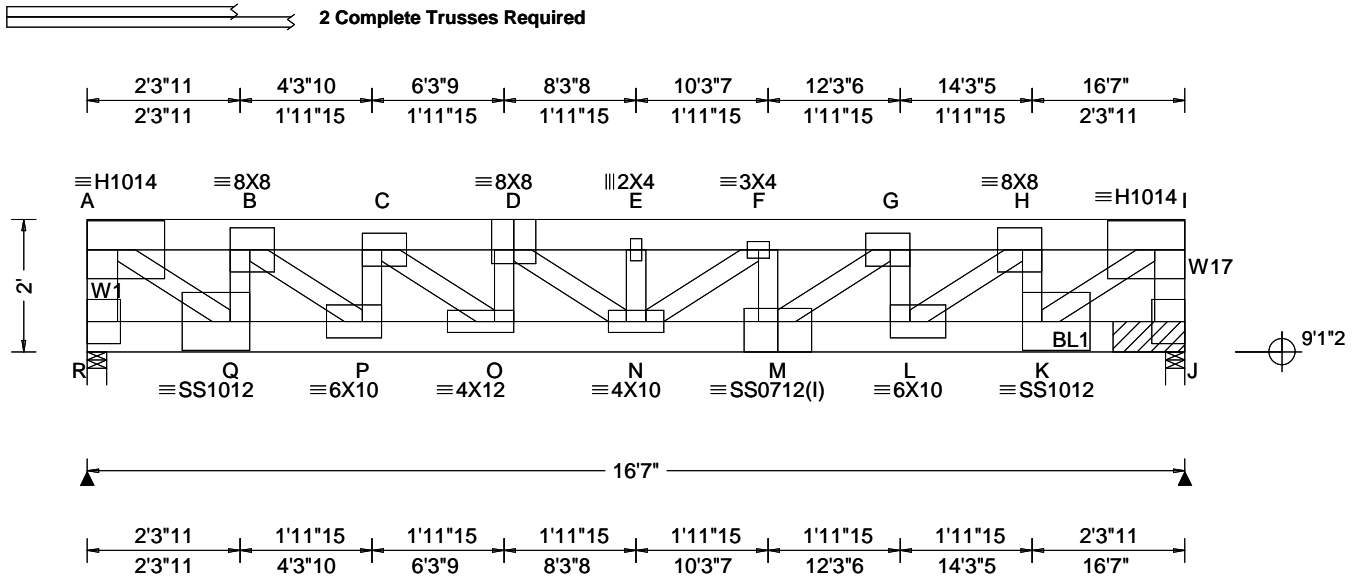 2 Complete Trusses Required
2'3"11 4'3"10 6'3"9 8'3"8 10'3"7 12'3"6 14'3"5 16'7"
2'3"11 1'11"15 1'11"15 1'11"15 1'11"15 1'11"15 1'11"15 2'3"11
≡H1014 ≡8X8 ≡8X8 |||2X4 ≡3X4 ≡8X8 ≡H1014
A B C D E F G H I
2'
W1 W17
BL1 9'1"2
R Q P O N M L K J
≡SS1012 ≡6X10 ≡4X12 ≡4X10 ≡SS0712(I) ≡6X10 ≡SS1012
16'7"
2'3"11 1'11"15 1'11"15 1'11"15 1'11"15 1'11"15 1'11"15 2'3"11
2'3"11 4'3"10 6'3"9 8'3"8 10'3"7 12'3"6 14'3"5 16'7"